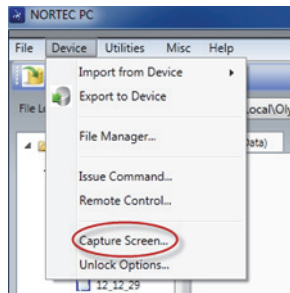 NORTEC PC
File Device Utilities Misc Help
Import from Device
Export to Device
File Manager...
Issue Command...
Remote Control...
Capture Screen...
Unlock Options...
12_12_29